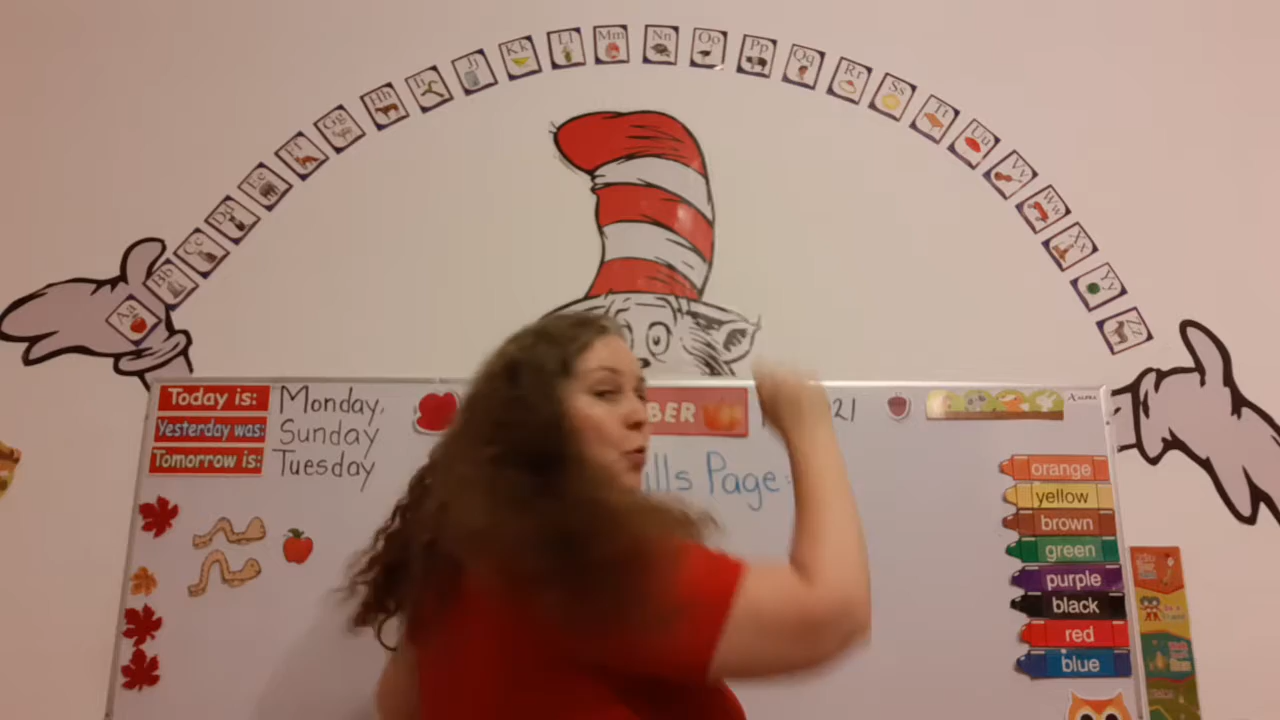 Aa Bb Cc Dd Ee Ff Gg Hh Ii Jj Kk Ll Mm Nn Oo Pp Qq Rr Ss Tt Uu Vv Ww Xx Yy Zz
Today is: Monday,
BER
21
Yesterday was: Sunday
Tomorrow is: Tuesday
ills Page
orange
yellow
brown
green
purple
black
red
blue